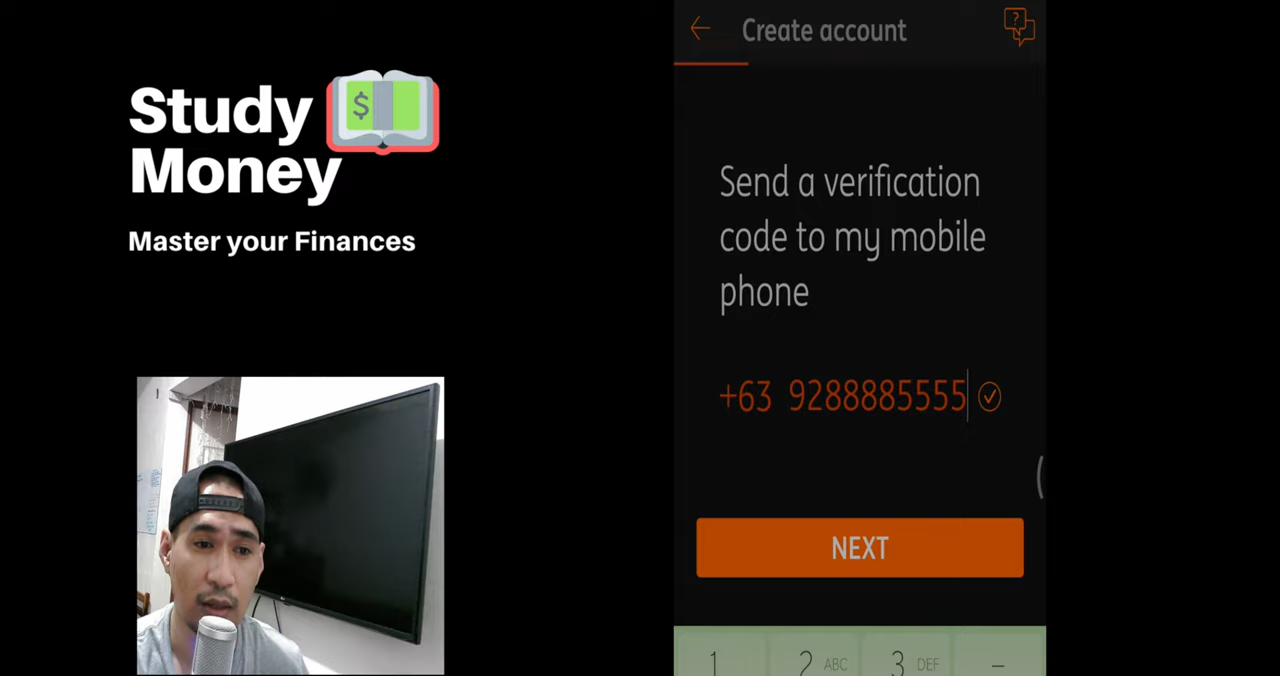 Study
Money
Master your Finances
Create account
Send a verification
code to my mobile
phone
+63 9288885555
NEXT
1 2 ABC 3 DEF –